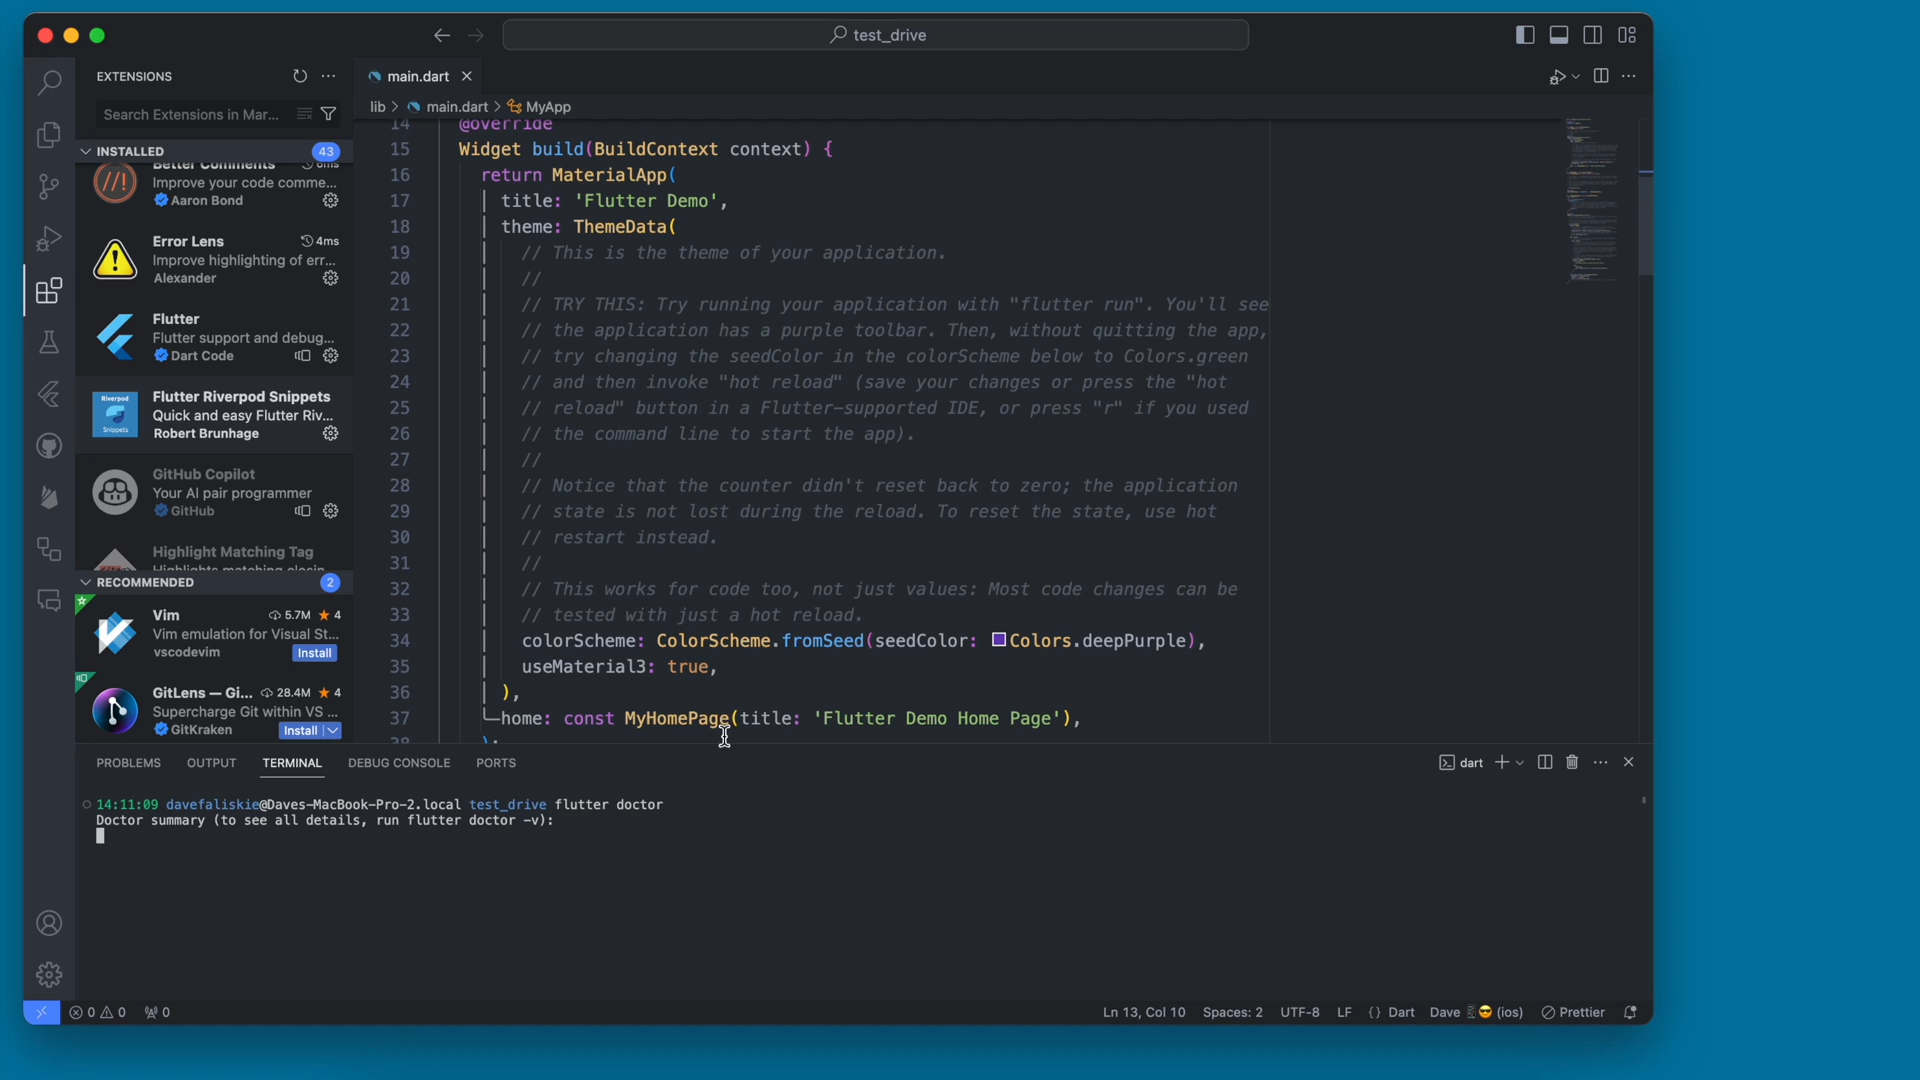 test_drive
EXTENSIONS
Search Extensions in Mar...
INSTALLED 43
Better Comments 6ms
Improve your code comme...
Aaron Bond
Error Lens 4ms
Improve highlighting of err...
Alexander
Flutter
Flutter support and debug...
Dart Code
Riverpod
Snippets
Flutter Riverpod Snippets
Quick and easy Flutter Riv...
Robert Brunhage
GitHub Copilot
Your AI pair programmer
GitHub
Highlight Matching Tag
Highlights matching closin
RECOMMENDED 2
Vim 5.7M ★ 4
Vim emulation for Visual St...
vscodevim Install
GitLens — Gi... 28.4M ★ 4
Supercharge Git within VS ...
GitKraken Install
main.dart
lib > main.dart > MyApp
14 @override
15 Widget build(BuildContext context) {
16 return MaterialApp(
17 title: 'Flutter Demo',
18 theme: ThemeData(
19 // This is the theme of your application.
20 //
21 // TRY THIS: Try running your application with "flutter run". You'll see
22 // the application has a purple toolbar. Then, without quitting the app,
23 // try changing the seedColor in the colorScheme below to Colors.green
24 // and then invoke "hot reload" (save your changes or press the "hot
25 // reload" button in a Flutter-supported IDE, or press "r" if you used
26 // the command line to start the app).
27 //
28 // Notice that the counter didn't reset back to zero; the application
29 // state is not lost during the reload. To reset the state, use hot
30 // restart instead.
31 //
32 // This works for code too, not just values: Most code changes can be
33 // tested with just a hot reload.
34 colorScheme: ColorScheme.fromSeed(seedColor: Colors.deepPurple),
35 useMaterial3: true,
36 ),
37 home: const MyHomePage(title: 'Flutter Demo Home Page'),
38 );
PROBLEMS OUTPUT TERMINAL DEBUG CONSOLE PORTS
dart
14:11:09 davefaliskie@Daves-MacBook-Pro-2.local test_drive flutter doctor
Doctor summary (to see all details, run flutter doctor -v):
0 0 0
Ln 13, Col 10 Spaces: 2 UTF-8 LF {} Dart Dave 😎 (ios) Prettier